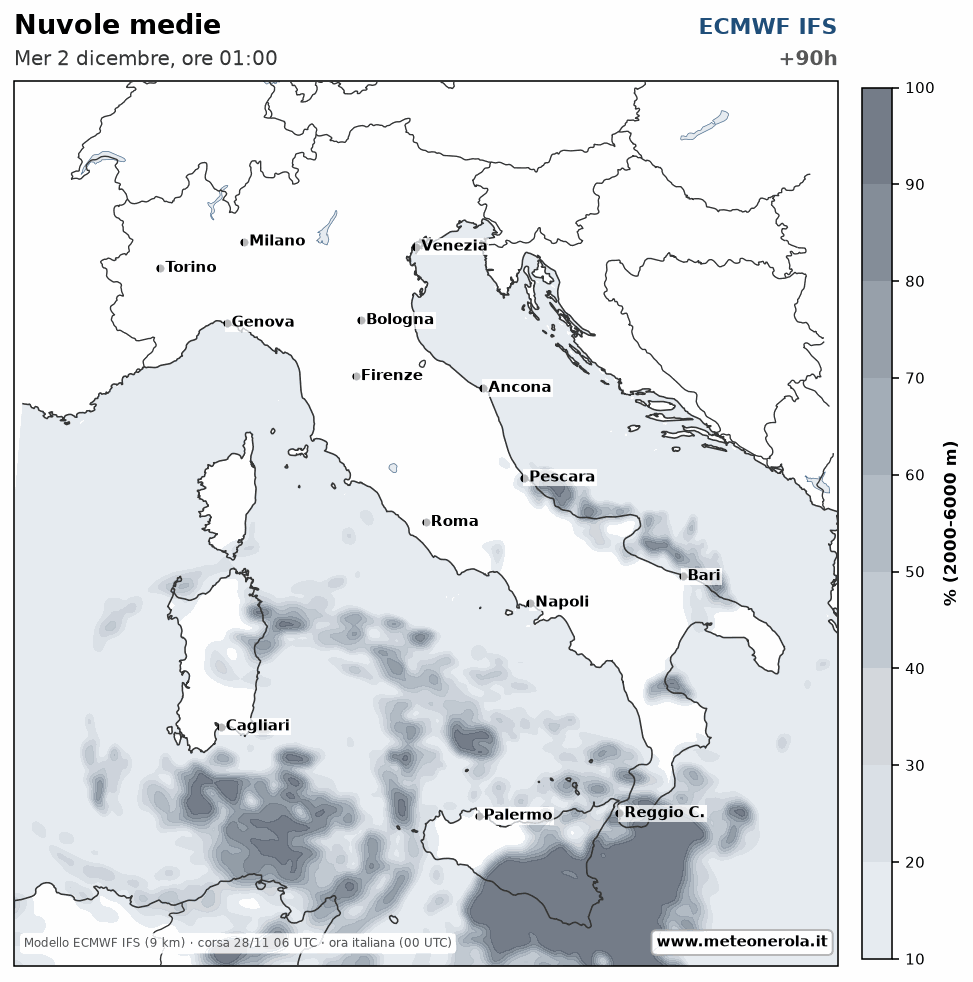 Nuvole medie
ECMWF IFS
Mer 2 dicembre, ore 01:00
+90h
Milano
Venezia
Torino
Genova
Bologna
Firenze
Ancona
Pescara
Roma
Bari
Napoli
Cagliari
Palermo
Reggio C.
Modello ECMWF IFS (9 km) · corsa 28/11 06 UTC · ora italiana (00 UTC)
www.meteonerola.it
100
90
80
70
60
50
40
30
20
10
% (2000-6000 m)